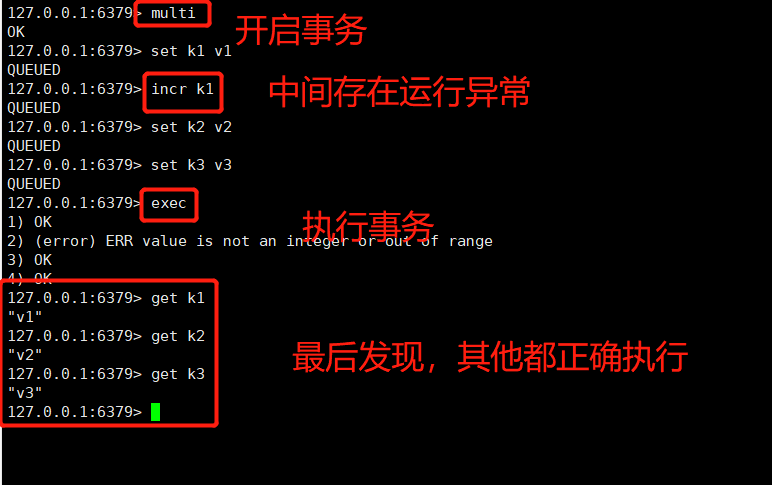 127.0.0.1:6379> multi
OK
开启事务
127.0.0.1:6379> set k1 v1
QUEUED
127.0.0.1:6379> incr k1
中间存在运行异常
QUEUED
127.0.0.1:6379> set k2 v2
QUEUED
127.0.0.1:6379> set k3 v3
QUEUED
127.0.0.1:6379> exec
执行事务
1) OK
2) (error) ERR value is not an integer or out of range
3) OK
4) OK
127.0.0.1:6379> get k1
"v1"
127.0.0.1:6379> get k2
"v2"
最后发现，其他都正确执行
127.0.0.1:6379> get k3
"v3"
127.0.0.1:6379>